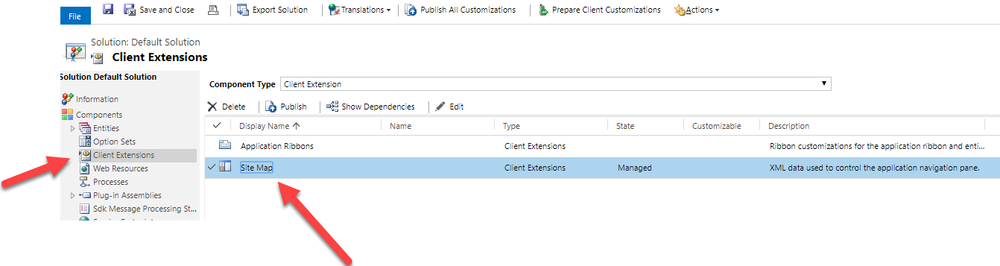 File
Save and Close
Export Solution
Translations
Publish All Customizations
Prepare Client Customizations
Actions
Solution: Default Solution
Client Extensions
Solution Default Solution
Information
Components
Entities
Option Sets
Client Extensions
Web Resources
Processes
Plug-in Assemblies
Sdk Message Processing St...
Component Type Client Extension
Delete Publish Show Dependencies Edit
Display Name Name Type State Customizable Description
Application Ribbons Client Extensions Ribbon customizations for the application ribbon and enti...
Site Map Client Extensions Managed XML data used to control the application navigation pane.